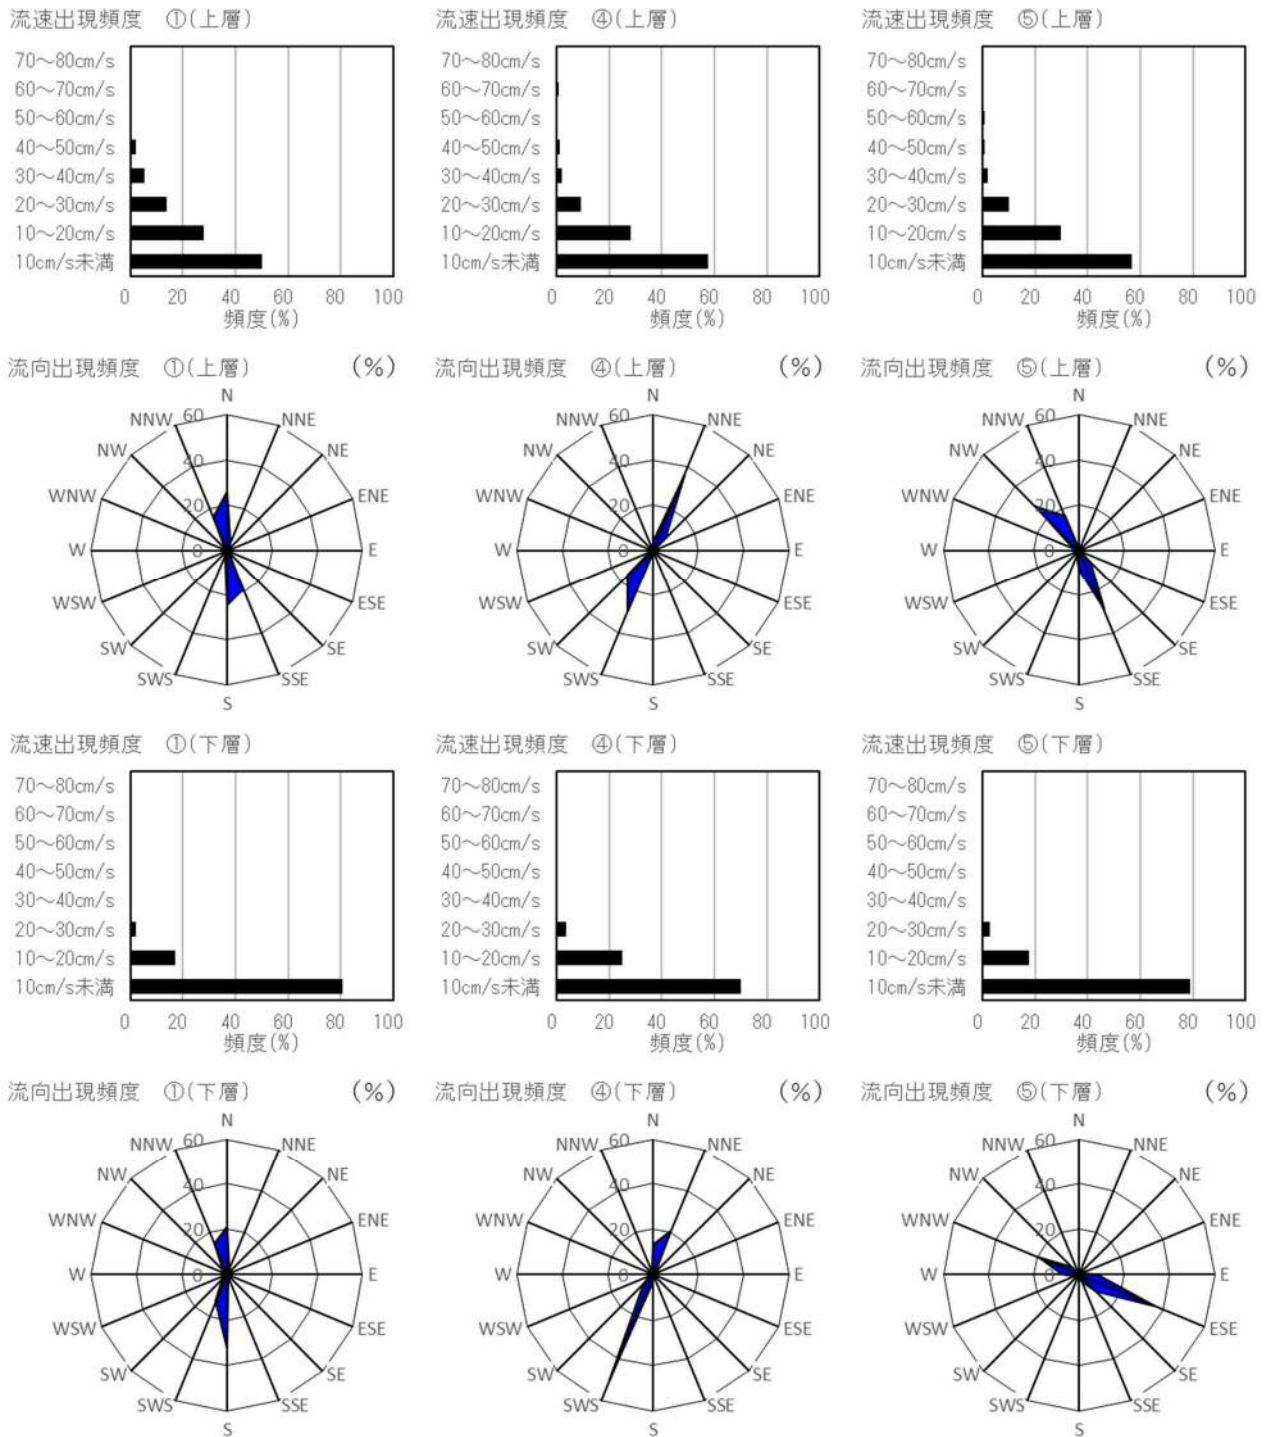 流速出現頻度 ①(上層)
70～80cm/s
60～70cm/s
50～60cm/s
40～50cm/s
30～40cm/s
20～30cm/s
10～20cm/s
10cm/s未満
0 20 40 60 80 100
頻度(%)
流速出現頻度 ④(上層)
70～80cm/s
60～70cm/s
50～60cm/s
40～50cm/s
30～40cm/s
20～30cm/s
10～20cm/s
10cm/s未満
0 20 40 60 80 100
頻度(%)
流速出現頻度 ⑤(上層)
70～80cm/s
60～70cm/s
50～60cm/s
40～50cm/s
30～40cm/s
20～30cm/s
10～20cm/s
10cm/s未満
0 20 40 60 80 100
頻度(%)
流向出現頻度 ①(上層) (%)
N
NNW 60 NNE
NW 40 NE
WNW 20 ENE
W 0 E
WSW ESE
SW SE
SWS SSE
S
流向出現頻度 ④(上層) (%)
N
NNW 60 NNE
NW 40 NE
WNW 20 ENE
W 0 E
WSW ESE
SW SE
SWS SSE
S
流向出現頻度 ⑤(上層) (%)
N
NNW 60 NNE
NW 40 NE
WNW 20 ENE
W 0 E
WSW ESE
SW SE
SWS SSE
S
流速出現頻度 ①(下層)
70～80cm/s
60～70cm/s
50～60cm/s
40～50cm/s
30～40cm/s
20～30cm/s
10～20cm/s
10cm/s未満
0 20 40 60 80 100
頻度(%)
流速出現頻度 ④(下層)
70～80cm/s
60～70cm/s
50～60cm/s
40～50cm/s
30～40cm/s
20～30cm/s
10～20cm/s
10cm/s未満
0 20 40 60 80 100
頻度(%)
流速出現頻度 ⑤(下層)
70～80cm/s
60～70cm/s
50～60cm/s
40～50cm/s
30～40cm/s
20～30cm/s
10～20cm/s
10cm/s未満
0 20 40 60 80 100
頻度(%)
流向出現頻度 ①(下層) (%)
N
NNW 60 NNE
NW 40 NE
WNW 20 ENE
W 0 E
WSW ESE
SW SE
SWS SSE
S
流向出現頻度 ④(下層) (%)
N
NNW 60 NNE
NW 40 NE
WNW 20 ENE
W 0 E
WSW ESE
SW SE
SWS SSE
S
流向出現頻度 ⑤(下層) (%)
N
NNW 60 NNE
NW 40 NE
WNW 20 ENE
W 0 E
WSW ESE
SW SE
SWS SSE
S